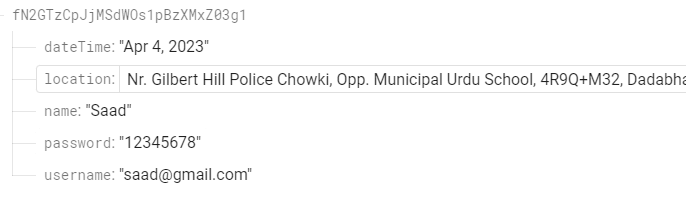 fN2GTzCpJjMSdWOs1pBzXMxZ03g1
dateTime: "Apr 4, 2023"
location: Nr. Gilbert Hill Police Chowki, Opp. Municipal Urdu School, 4R9Q+M32, Dadabha
name: "Saad"
password: "12345678"
username: "saad@gmail.com"